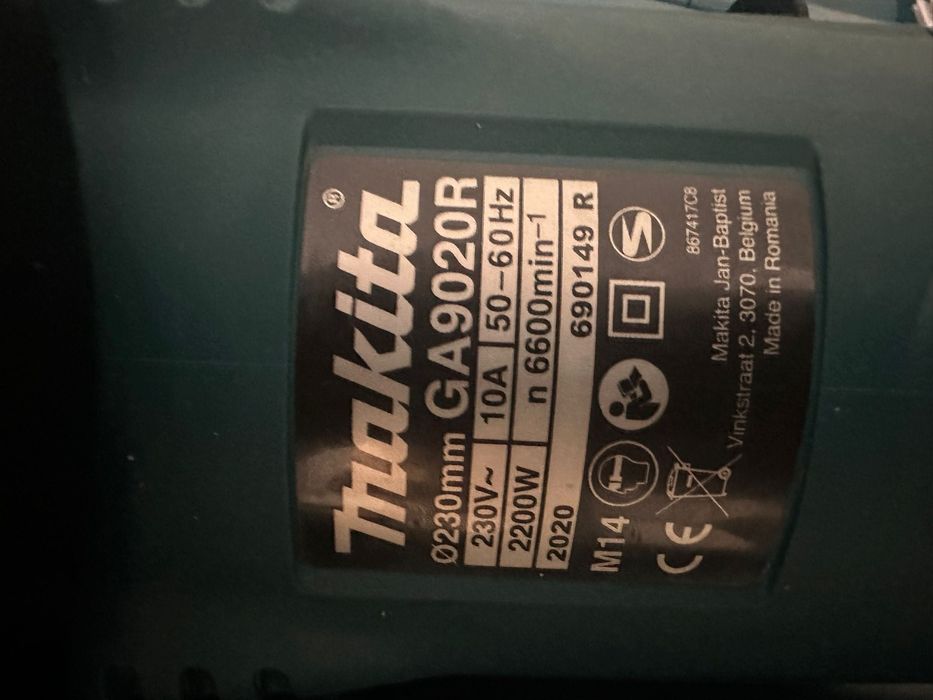 makita®
Ø230mm GA9020R
230V~ 10A 50-60Hz
2200W n 6600min-1
2020 690149 R
M14
CE
867417C8
Makita Jan-Baptist
Vinkstraat 2, 3070, Belgium
Made in Romania